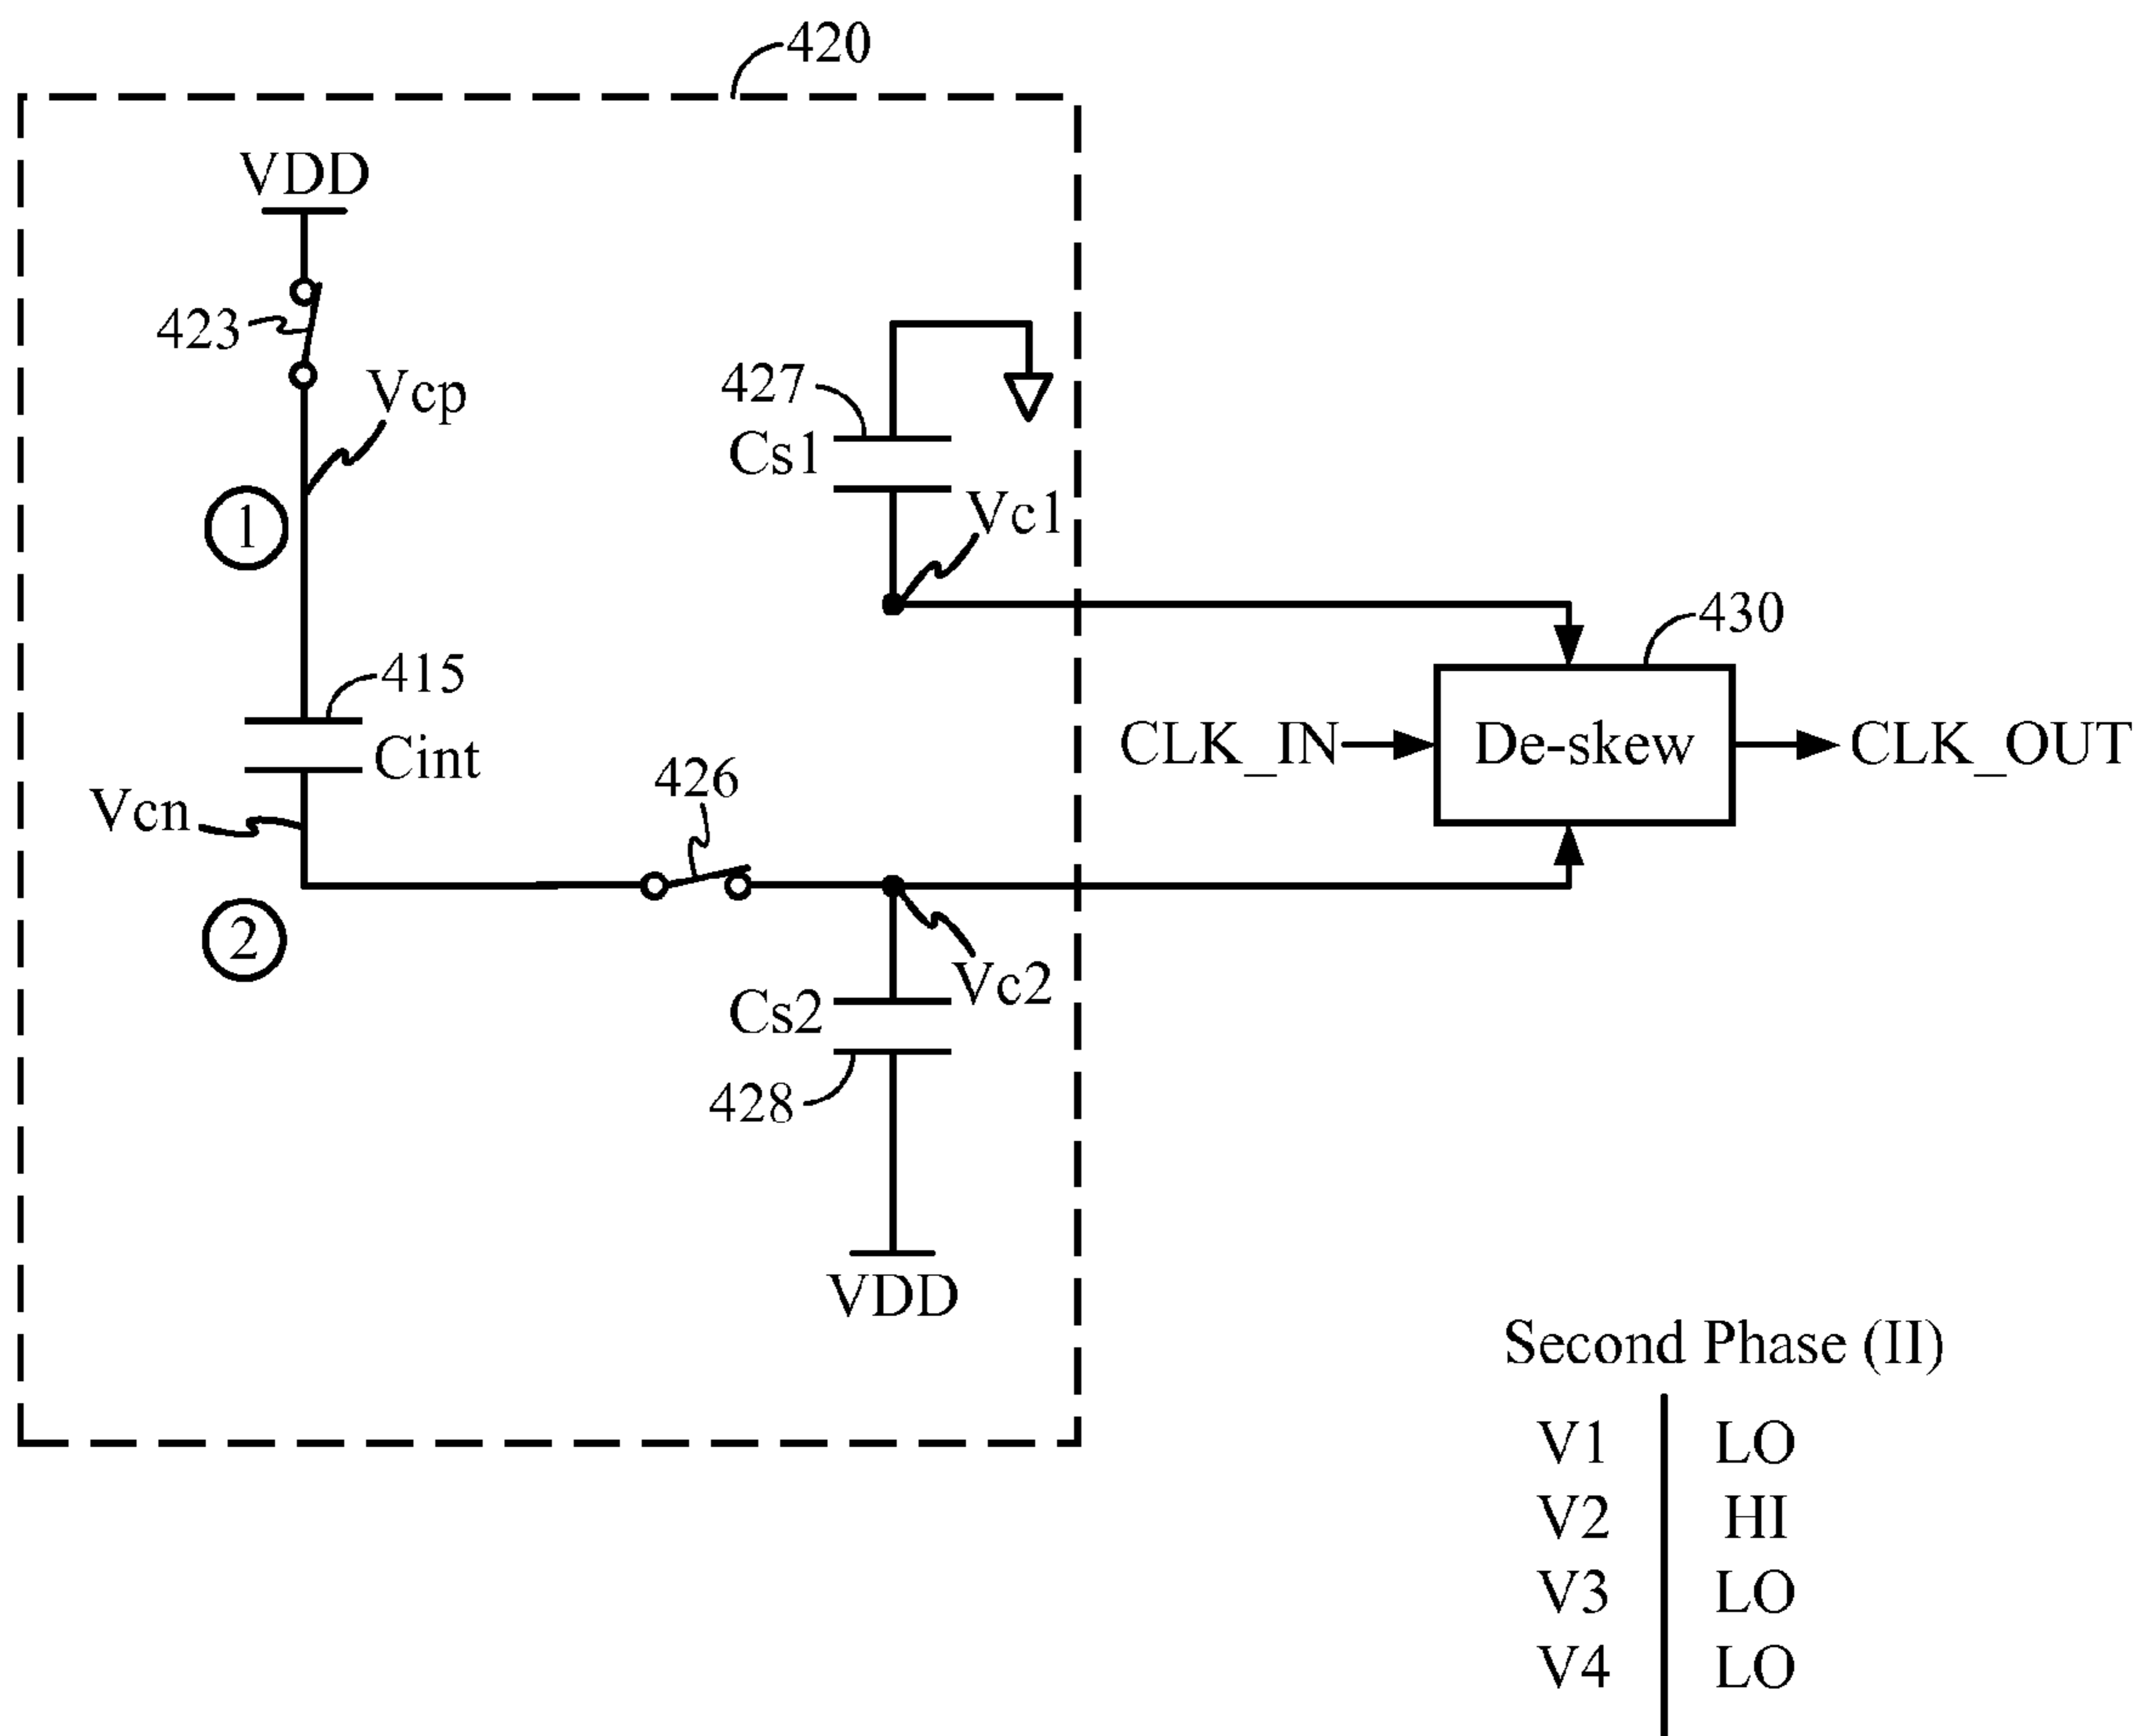 420
VDD
423
Vcp
427
Cs1
1
Vc1
430
415
Cint
CLK_IN
De-skew
CLK_OUT
Vcn
426
2
Vc2
Cs2
428
VDD
Second Phase (II)
V1 LO
V2 HI
V3 LO
V4 LO